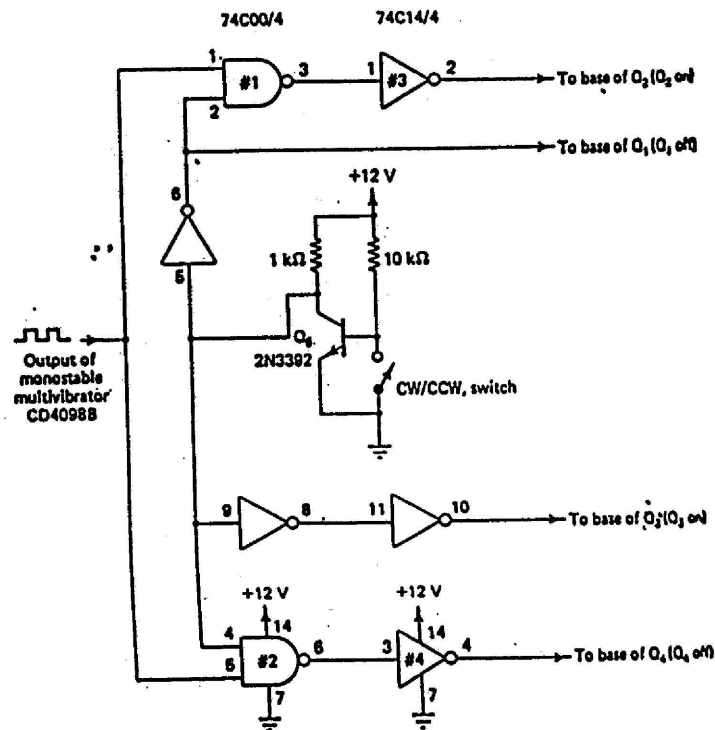 74C00/4 74C14/4
1 #1 3 1 #3 2 To base of Q2 (Q2 on)
2
To base of Q1 (Q1 off)
6
+12 V
1 kΩ 10 kΩ
5
Q5
2N3392
Output of
monostable
multivibrator
CD4098B
CW/CCW, switch
9 8 11 10 To base of Q3 (Q3 on)
+12 V +12 V
14 14
4 #2 6 3 #4 4 To base of Q4 (Q4 off)
5
7 7